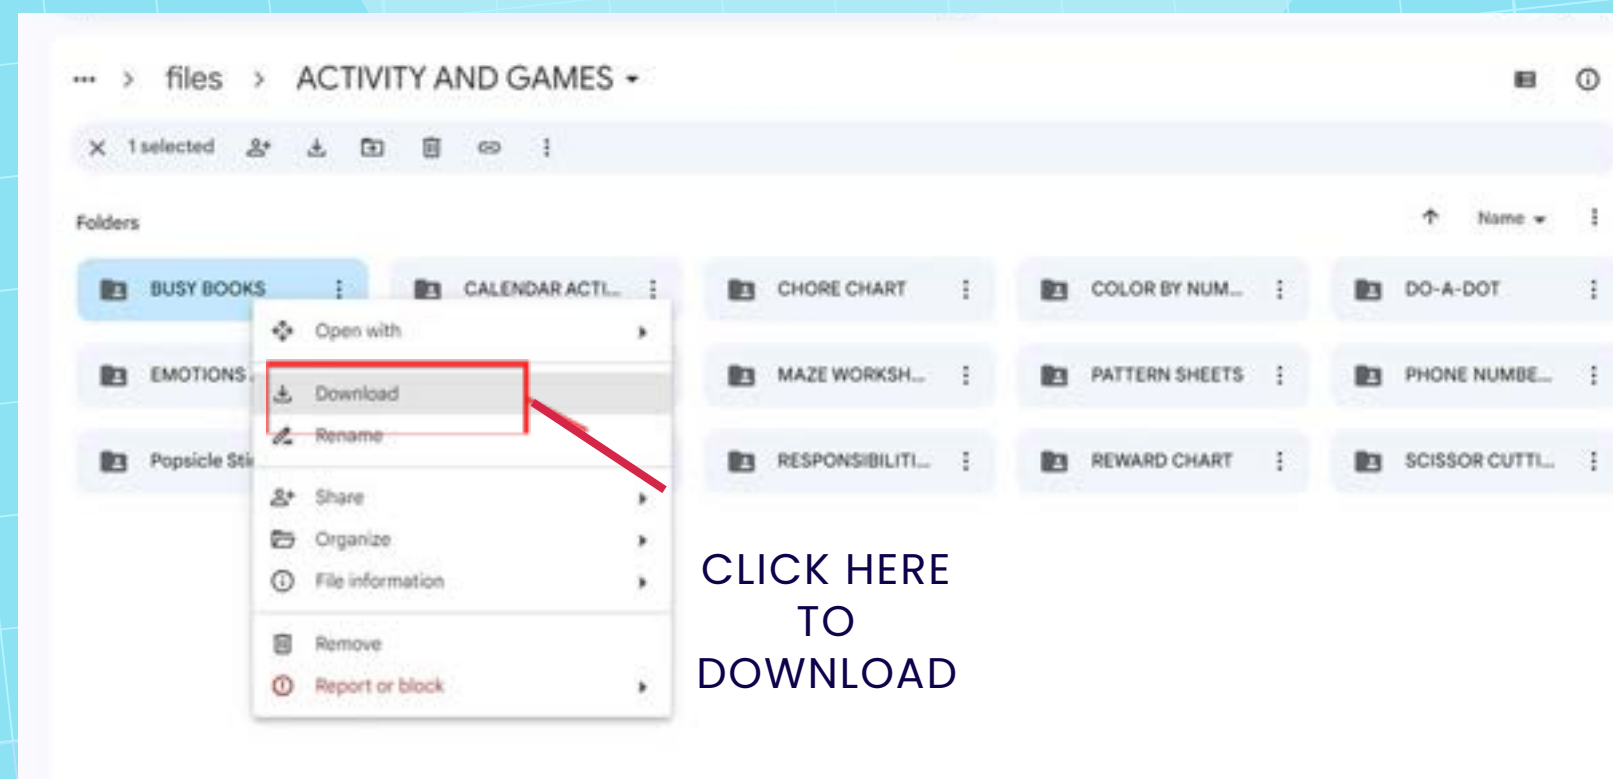 ... > files > ACTIVITY AND GAMES
1 selected
Folders
Name
BUSY BOOKS
CALENDAR ACTI...
CHORE CHART
COLOR BY NUM...
DO-A-DOT
Open with
EMOTIONS
Download
MAZE WORKSH...
PATTERN SHEETS
PHONE NUMBE...
Rename
Popsicle Sti
RESPONSIBILITI...
REWARD CHART
SCISSOR CUTTI...
Share
Organize
File information
Remove
Report or block
CLICK HERE
TO
DOWNLOAD